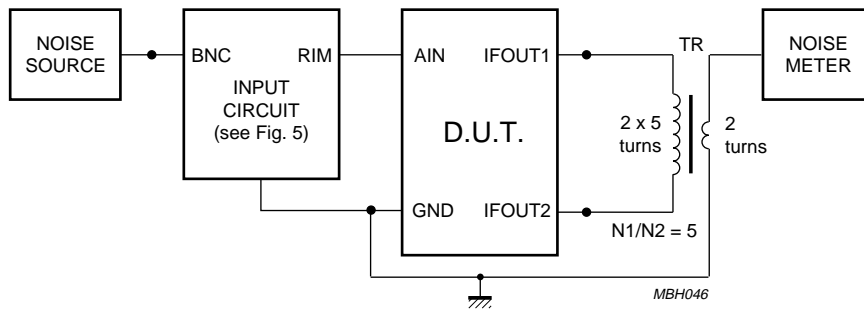 NOISE
SOURCE
BNC
RIM
INPUT
CIRCUIT
(see Fig. 5)
AIN
IFOUT1
D.U.T.
GND
IFOUT2
TR
2 x 5
turns
2
turns
N1/N2 = 5
NOISE
METER
MBH046